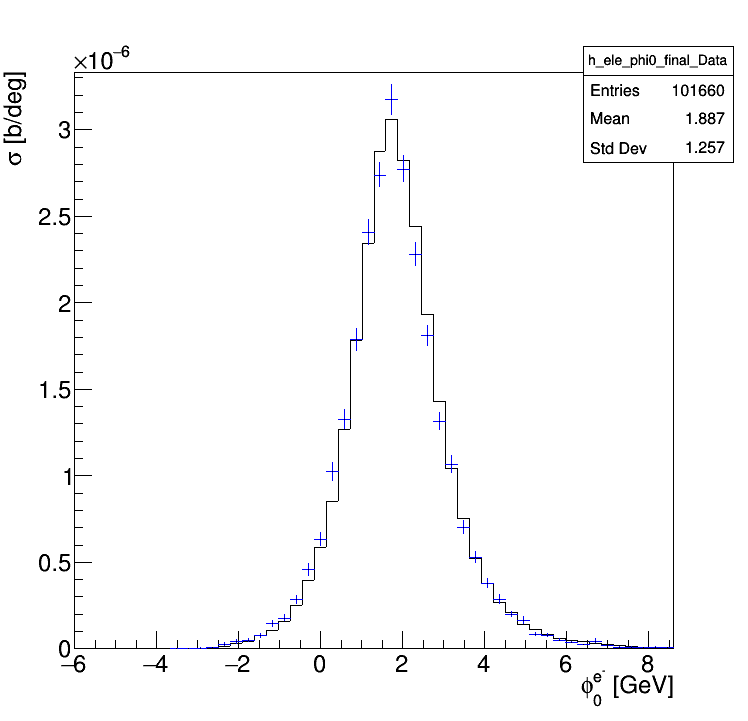 ×10⁻⁶
h_ele_phi0_final_Data
Entries 101660
Mean 1.887
Std Dev 1.257
σ [b/deg]
3
2.5
2
1.5
1
0.5
0
−6 −4 −2 0 2 4 6 8
ϕ₀ᵉ⁻ [GeV]